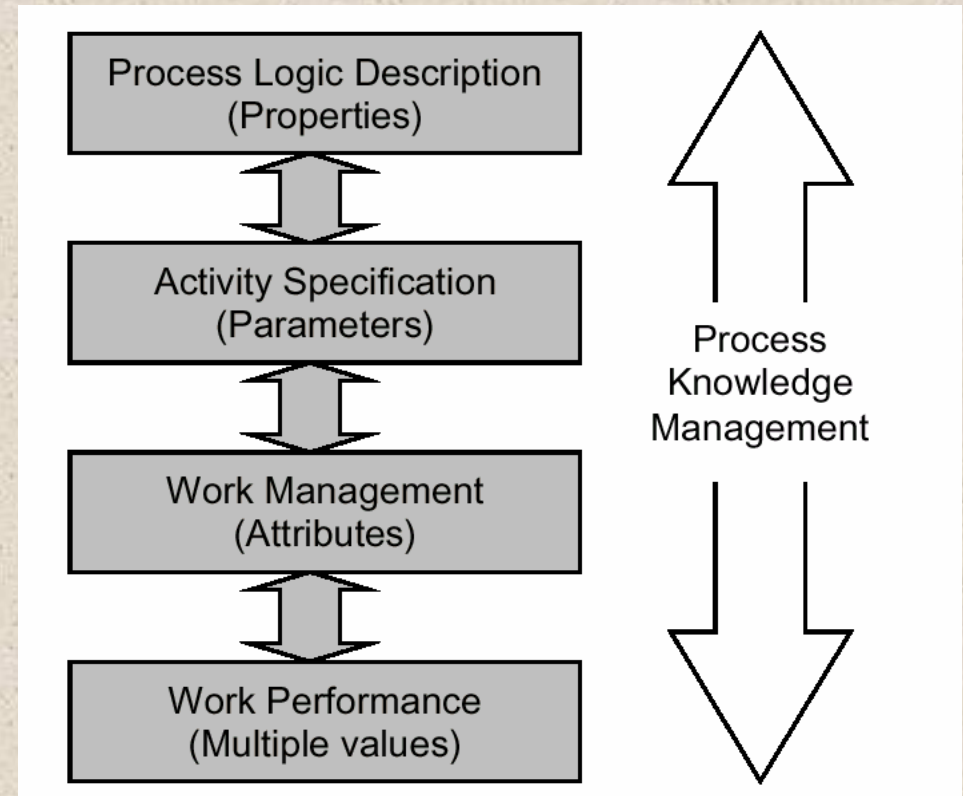 Process Logic Description
(Properties)
Activity Specification
(Parameters)
Work Management
(Attributes)
Work Performance
(Multiple values)
Process
Knowledge
Management